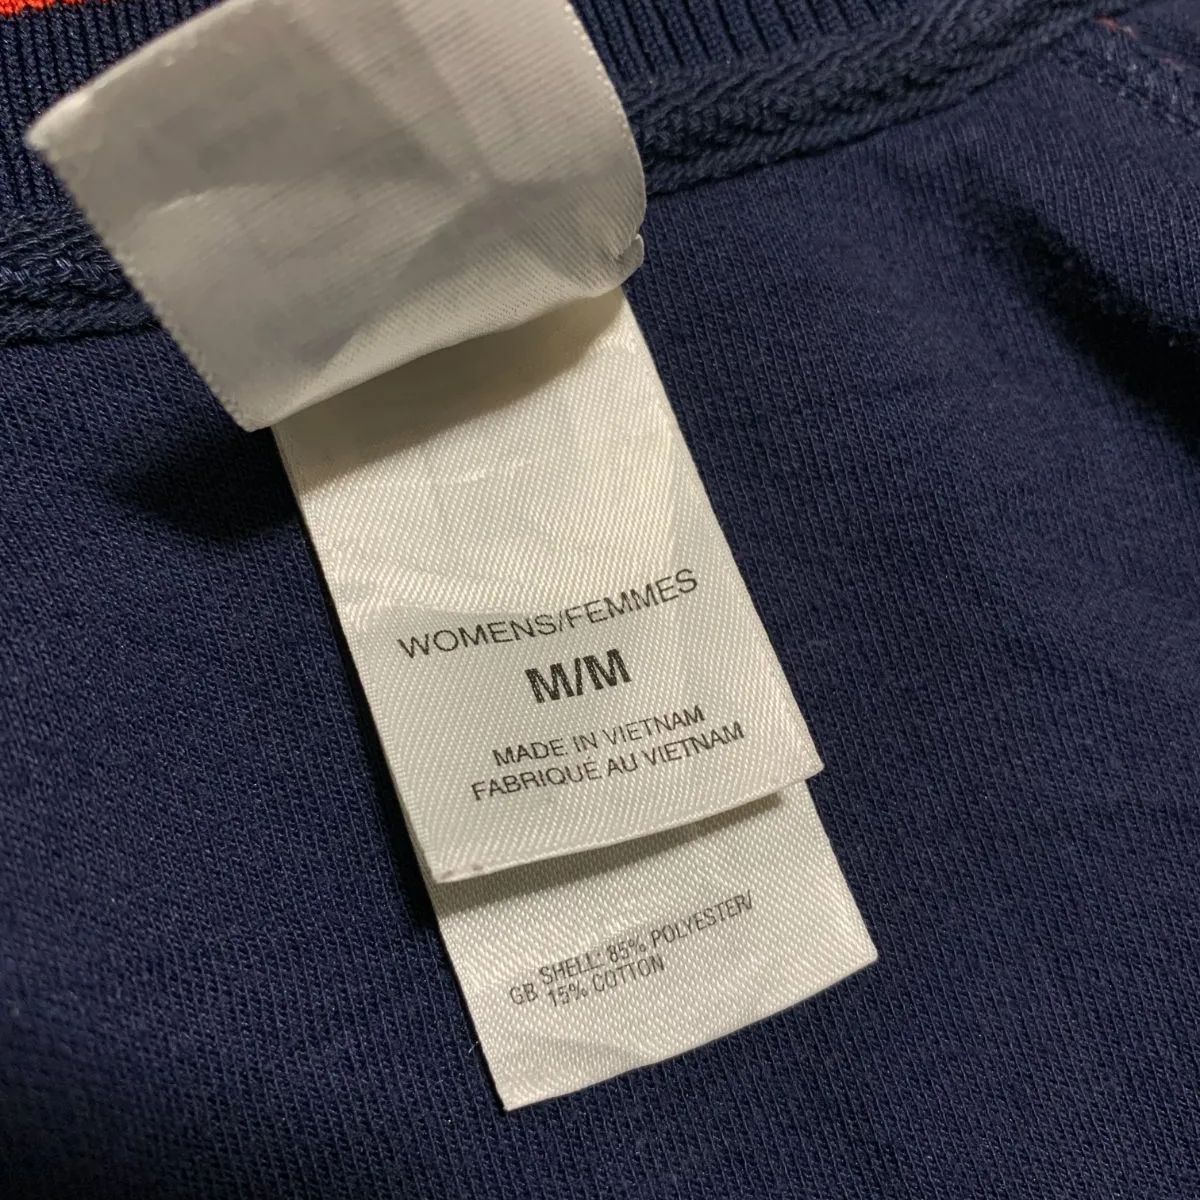 WOMENS/FEMMES
M/M
MADE IN VIETNAM
FABRIQUE AU VIETNAM
GB SHELL: 85% POLYESTER/
15% COTTON